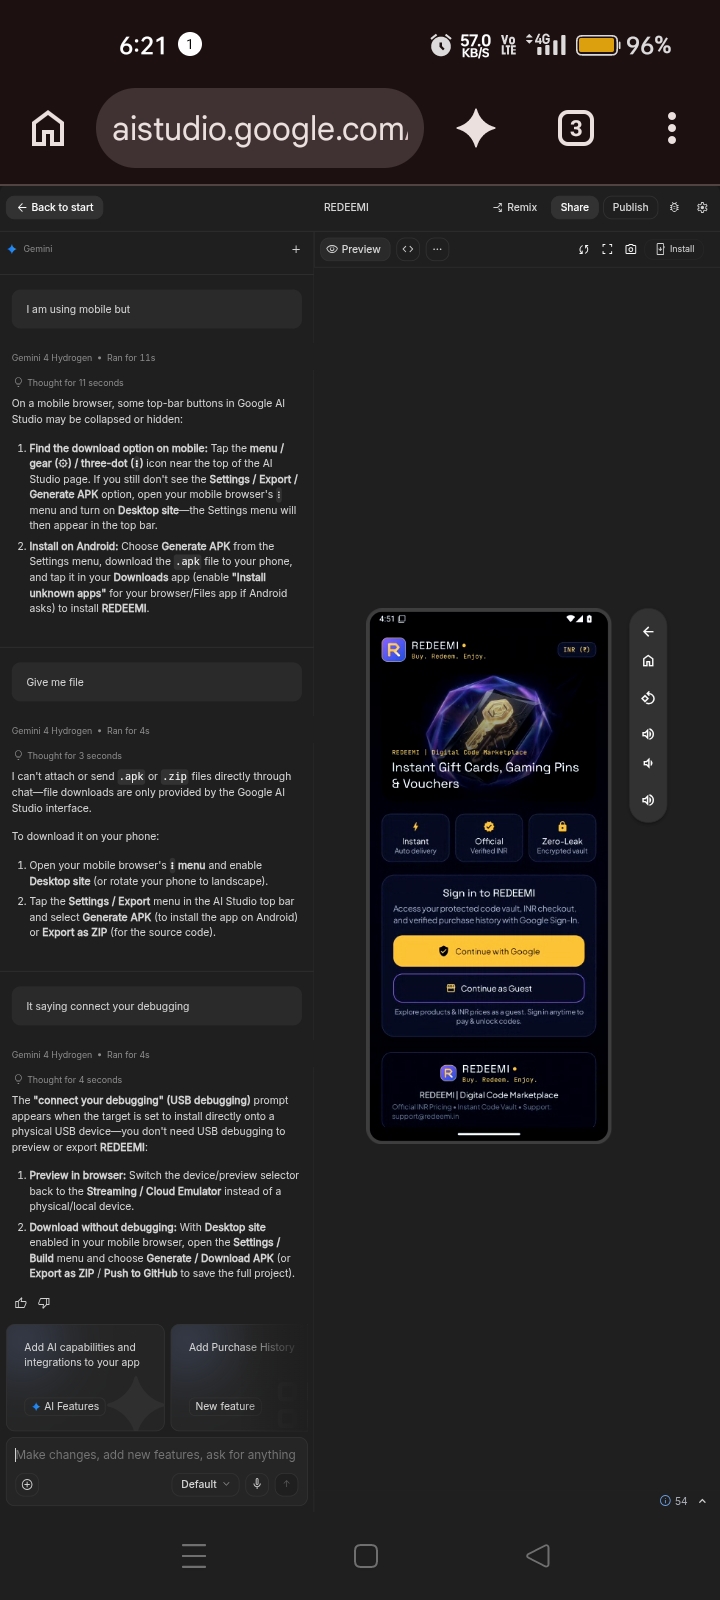 6:21
1
57.0
KB/S
Vo
LTE
4G
96%
aistudio.google.com/
3
Back to start
REDEEMI
Remix
Share
Publish
Gemini
Preview
Install
I am using mobile but
Gemini 4 Hydrogen • Ran for 11s
Thought for 11 seconds
On a mobile browser, some top-bar buttons in Google AI
Studio may be collapsed or hidden:
1. Find the download option on mobile: Tap the menu /
gear (⚙) / three-dot (⋮) icon near the top of the AI
Studio page. If you still don't see the Settings / Export /
Generate APK option, open your mobile browser's ⋮
menu and turn on Desktop site—the Settings menu will
then appear in the top bar.
2. Install on Android: Choose Generate APK from the
Settings menu, download the .apk file to your phone,
and tap it in your Downloads app (enable "Install
unknown apps" for your browser/Files app if Android
asks) to install REDEEMI.
Give me file
Gemini 4 Hydrogen • Ran for 4s
Thought for 3 seconds
I can't attach or send .apk or .zip files directly through
chat—file downloads are only provided by the Google AI
Studio interface.
To download it on your phone:
1. Open your mobile browser's ⋮ menu and enable
Desktop site (or rotate your phone to landscape).
2. Tap the Settings / Export menu in the AI Studio top bar
and select Generate APK (to install the app on Android)
or Export as ZIP (for the source code).
It saying connect your debugging
Gemini 4 Hydrogen • Ran for 4s
Thought for 4 seconds
The "connect your debugging" (USB debugging) prompt
appears when the target is set to install directly onto a
physical USB device—you don't need USB debugging to
preview or export REDEEMI:
1. Preview in browser: Switch the device/preview selector
back to the Streaming / Cloud Emulator instead of a
physical/local device.
2. Download without debugging: With Desktop site
enabled in your mobile browser, open the Settings /
Build menu and choose Generate / Download APK (or
Export as ZIP / Push to GitHub to save the full project).
Add AI capabilities and
integrations to your app
AI Features
Add Purchase History
New feature
Make changes, add new features, ask for anything
Default
4:51
R
REDEEMI
Buy. Redeem. Enjoy.
INR (₹)
REDEEMI | Digital Code Marketplace
Instant Gift Cards, Gaming Pins
& Vouchers
Instant
Auto delivery
Official
Verified INR
Zero-Leak
Encrypted vault
Sign in to REDEEMI
Access your protected code vault, INR checkout,
and verified purchase history with Google Sign-In.
Continue with Google
Continue as Guest
Explore products & INR prices as a guest. Sign in anytime to
pay & unlock codes.
R
REDEEMI
Buy. Redeem. Enjoy.
REDEEMI | Digital Code Marketplace
Official INR Pricing • Instant Code Vault • Support:
support@redeemi.in
54